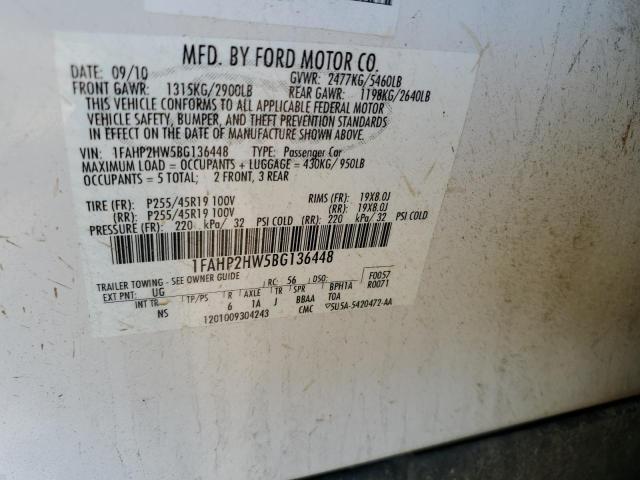 MFD. BY FORD MOTOR CO.
DATE: 09/10 GVWR: 2477KG/5460LB
FRONT GAWR: 1315KG/2900LB REAR GAWR: 1198KG/2640LB
THIS VEHICLE CONFORMS TO ALL APPLICABLE FEDERAL MOTOR
VEHICLE SAFETY, BUMPER, AND THEFT PREVENTION STANDARDS
IN EFFECT ON THE DATE OF MANUFACTURE SHOWN ABOVE.
VIN: 1FAHP2HW5BG136448 TYPE: Passenger Car
MAXIMUM LOAD = OCCUPANTS + LUGGAGE = 430KG/ 950LB
OCCUPANTS = 5 TOTAL; 2 FRONT, 3 REAR
TIRE (FR): P255/45R19 100V RIMS (FR): 19X8.0J
(RR): P255/45R19 100V (RR): 19X8.0J
PRESSURE (FR): 220 kPa/ 32 PSI COLD (RR): 220 kPa/ 32 PSI COLD
1FAHP2HW5BG136448
TRAILER TOWING - SEE OWNER GUIDE
EXT PNT: UG RC: 56 DSO: F0057
R0071
INT TR TP/PS R AXLE TR SPR BPH1A
NS 6 1A J BBAA TOA
1201009304243 CMC ▽5U5A-5420472-AA